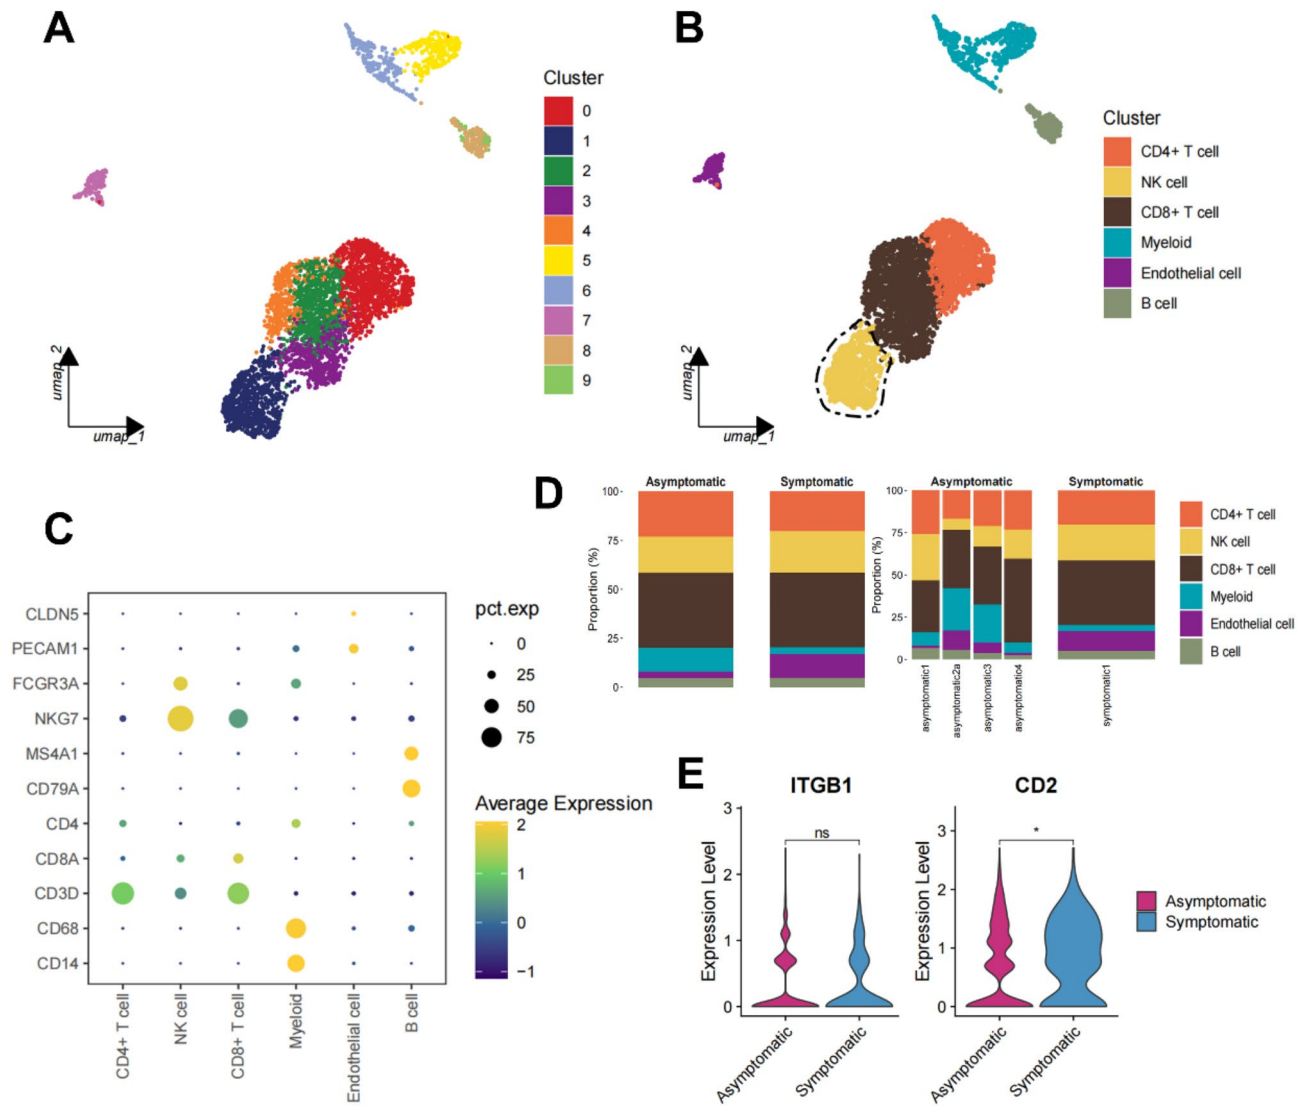 A
Cluster
0
1
2
3
4
5
6
7
8
9
umap_2
umap_1
B
Cluster
CD4+ T cell
NK cell
CD8+ T cell
Myeloid
Endothelial cell
B cell
umap_2
umap_1
C
CLDN5
PECAM1
FCGR3A
NKG7
MS4A1
CD79A
CD4
CD8A
CD3D
CD68
CD14
CD4+ T cell
NK cell
CD8+ T cell
Myeloid
Endothelial cell
B cell
pct.exp
0
25
50
75
Average Expression
2
1
0
−1
D
Asymptomatic
Symptomatic
Proportion (%)
100
75
50
25
0
Asymptomatic
Symptomatic
Proportion (%)
100
75
50
25
0
asymptomatic1
asymptomatic2a
asymptomatic3
asymptomatic4
symptomatic1
CD4+ T cell
NK cell
CD8+ T cell
Myeloid
Endothelial cell
B cell
E
ITGB1
Expression Level
3
2
1
0
ns
Asymptomatic
Symptomatic
CD2
Expression Level
3
2
1
0
*
Asymptomatic
Symptomatic
Asymptomatic
Symptomatic